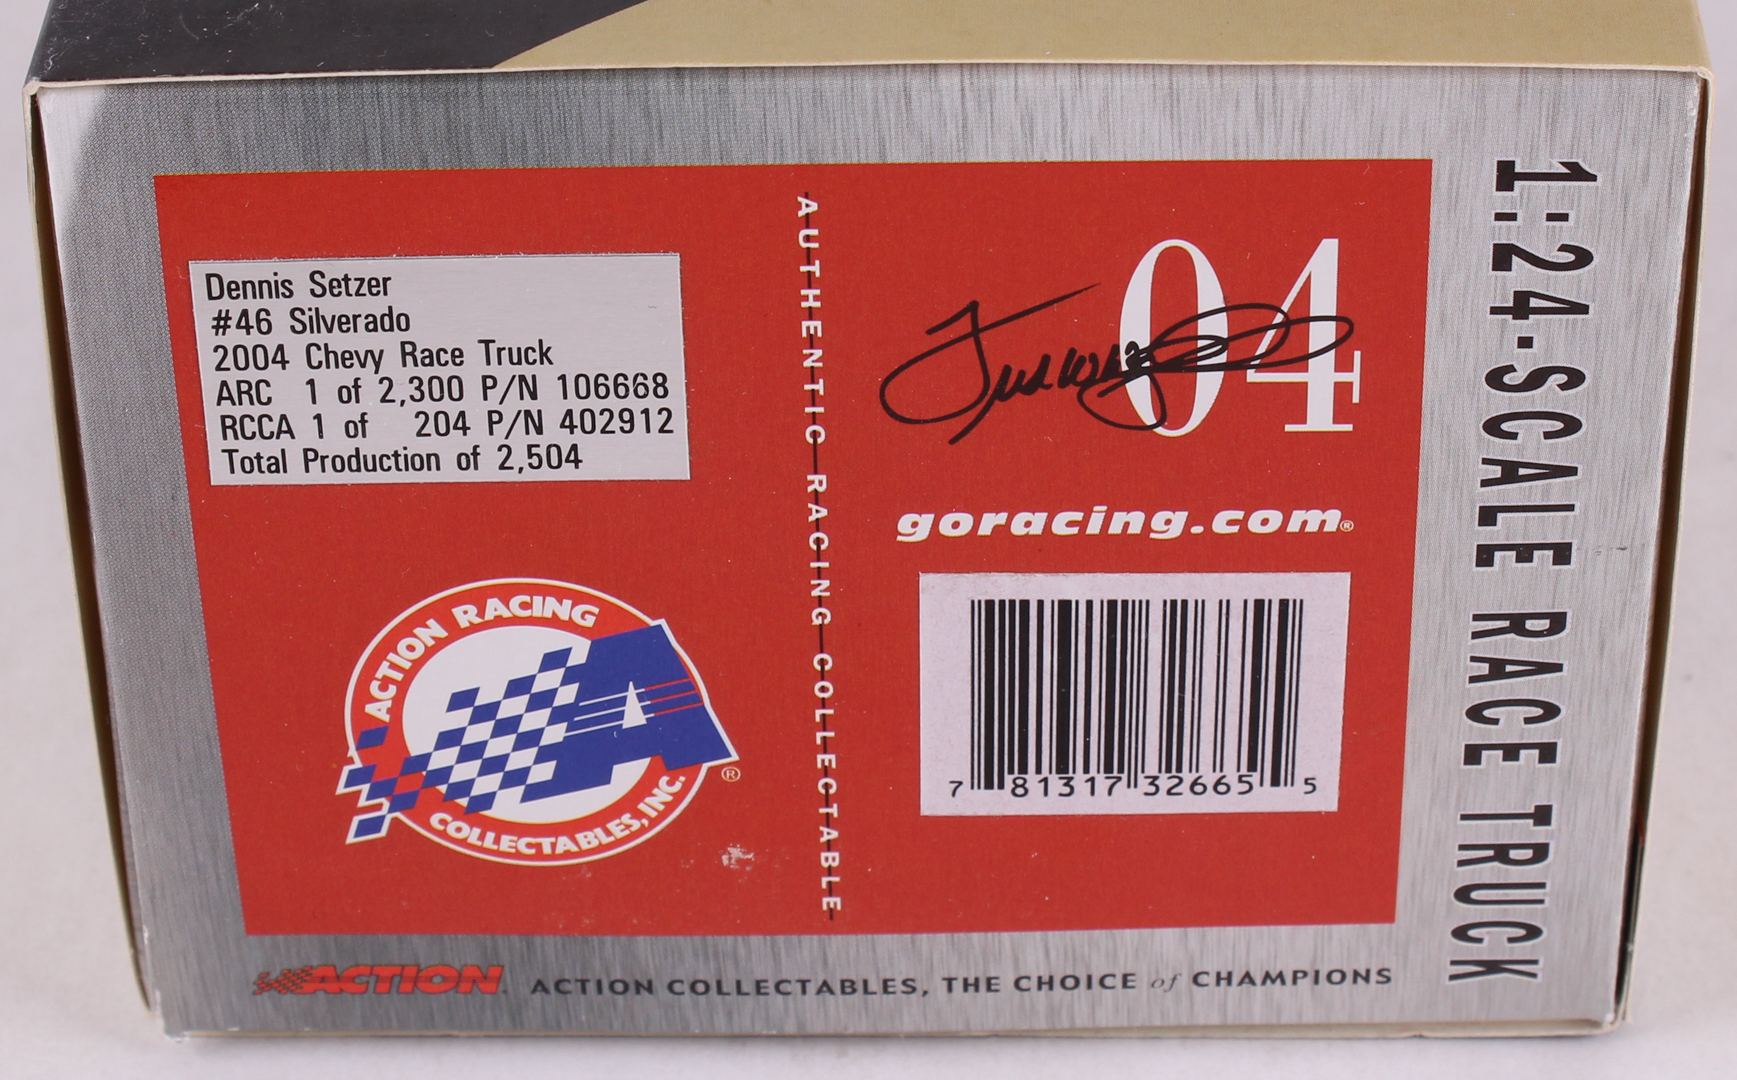 Dennis Setzer
#46 Silverado
2004 Chevy Race Truck
ARC 1 of 2,300 P/N 106668
RCCA 1 of 204 P/N 402912
Total Production of 2,504
ACTION RACING
COLLECTABLES, INC.
®
AUTHENTIC RACING COLLECTABLE
04
goracing.com®
7 81317 32665 5
1:24-SCALE RACE TRUCK
ACTION. ACTION COLLECTABLES, THE CHOICE of CHAMPIONS